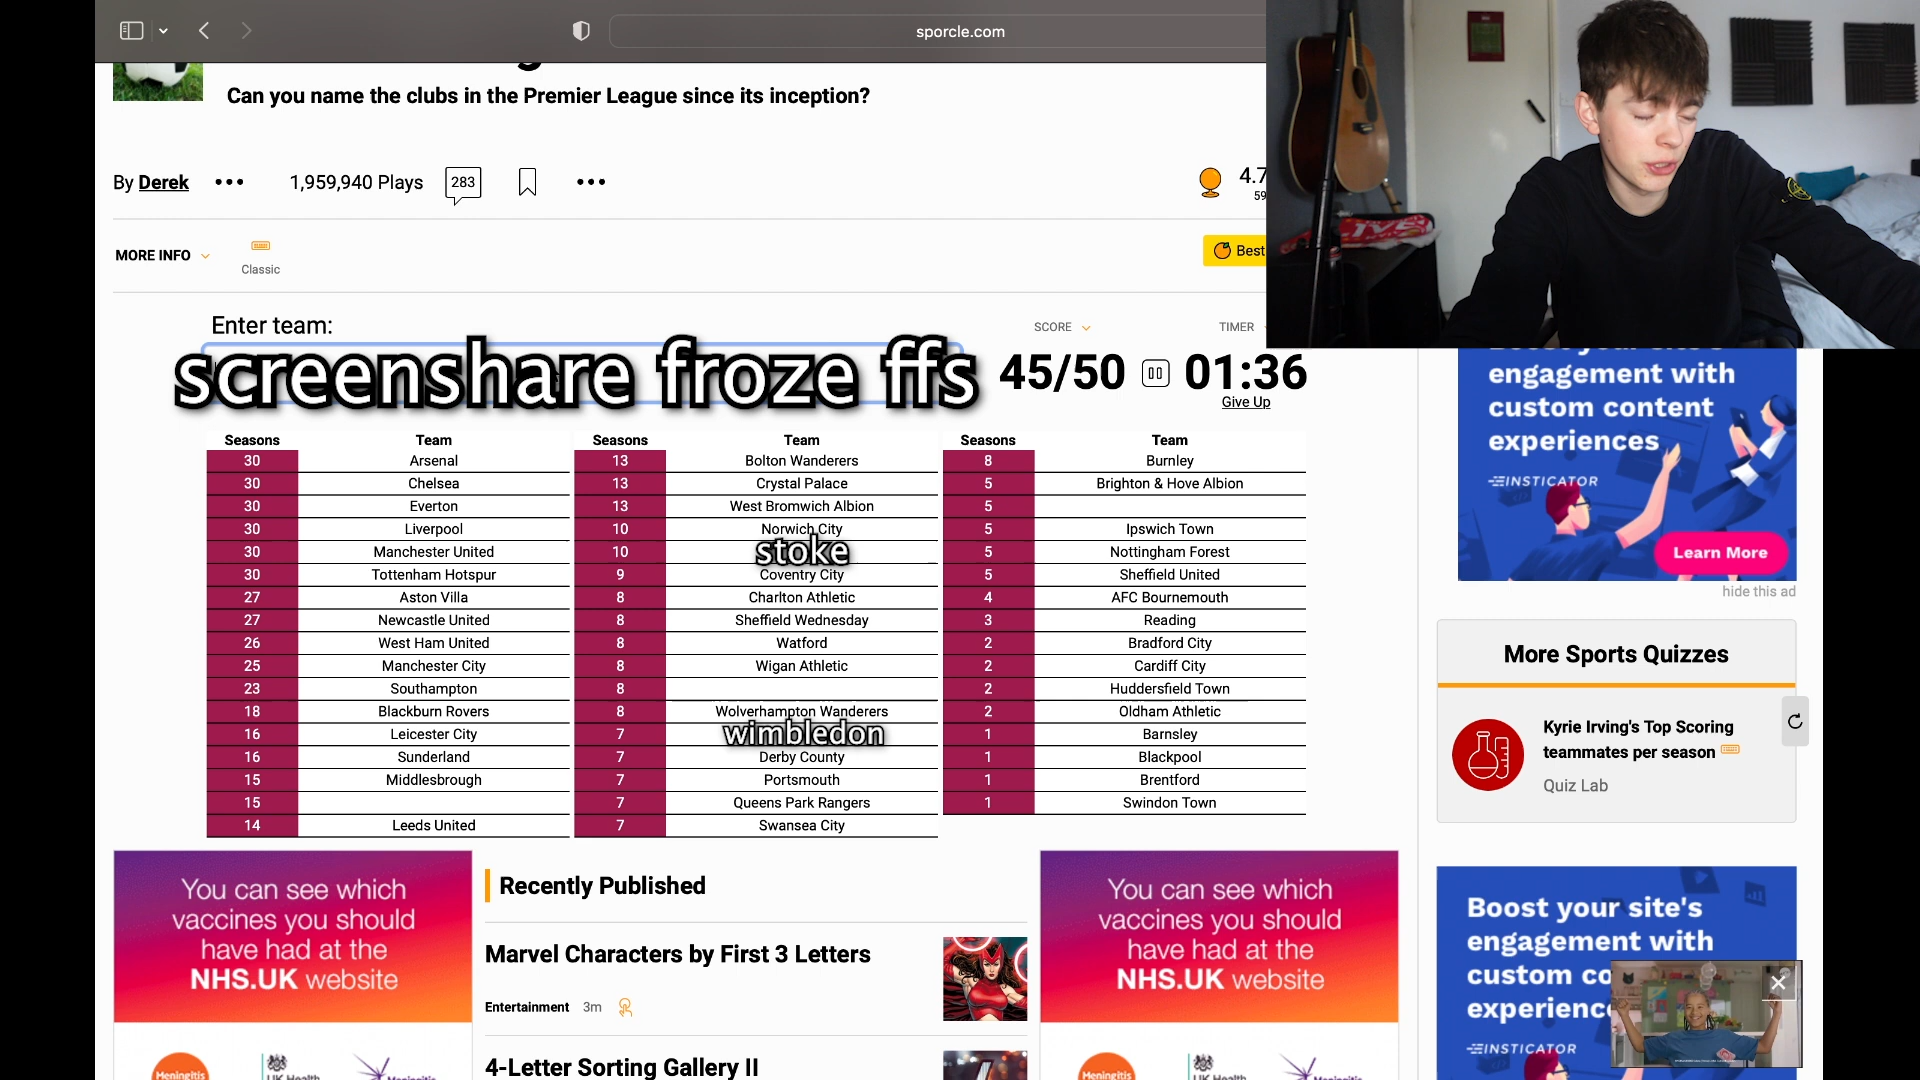 sporcle.com
Can you name the clubs in the Premier League since its inception?
By Derek
1,959,940 Plays
283
4.7
59
MORE INFO
Classic
Best
LIVE
Enter team:
screenshare froze ffs
SCORE
45/50
TIMER
01:36
Give Up
Seasons Team
30 Arsenal
30 Chelsea
30 Everton
30 Liverpool
30 Manchester United
30 Tottenham Hotspur
27 Aston Villa
27 Newcastle United
26 West Ham United
25 Manchester City
23 Southampton
18 Blackburn Rovers
16 Leicester City
16 Sunderland
15 Middlesbrough
15
14 Leeds United
Seasons Team
13 Bolton Wanderers
13 Crystal Palace
13 West Bromwich Albion
10 Norwich City
10 stoke
9 Coventry City
8 Charlton Athletic
8 Sheffield Wednesday
8 Watford
8 Wigan Athletic
8
8 Wolverhampton Wanderers
7 wimbledon
7 Derby County
7 Portsmouth
7 Queens Park Rangers
7 Swansea City
Seasons Team
8 Burnley
5 Brighton & Hove Albion
5
5 Ipswich Town
5 Nottingham Forest
5 Sheffield United
4 AFC Bournemouth
3 Reading
2 Bradford City
2 Cardiff City
2 Huddersfield Town
2 Oldham Athletic
1 Barnsley
1 Blackpool
1 Brentford
1 Swindon Town
engagement with
custom content
experiences
INSTICATOR
Learn More
hide this ad
More Sports Quizzes
Kyrie Irving's Top Scoring
teammates per season
Quiz Lab
You can see which
vaccines you should
have had at the
NHS.UK website
Meningitis
UK Health
Recently Published
Marvel Characters by First 3 Letters
Entertainment 3m
4-Letter Sorting Gallery II
You can see which
vaccines you should
have had at the
NHS.UK website
Meningitis
UK Health
Boost your site's
engagement with
custom co
experienc
INSTICATOR